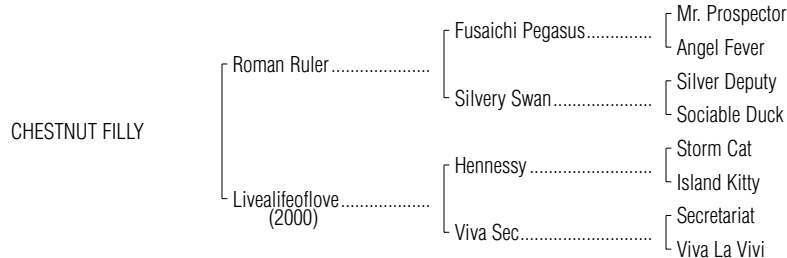 Mr. Prospector
Fusaichi Pegasus..............
Angel Fever
Roman Ruler .....................
Silver Deputy
Silvery Swan.....................
Sociable Duck
CHESTNUT FILLY
Storm Cat
Hennessy ..........................
Island Kitty
Livealifeoflove...................
(2000)
Secretariat
Viva Sec............................
Viva La Vivi